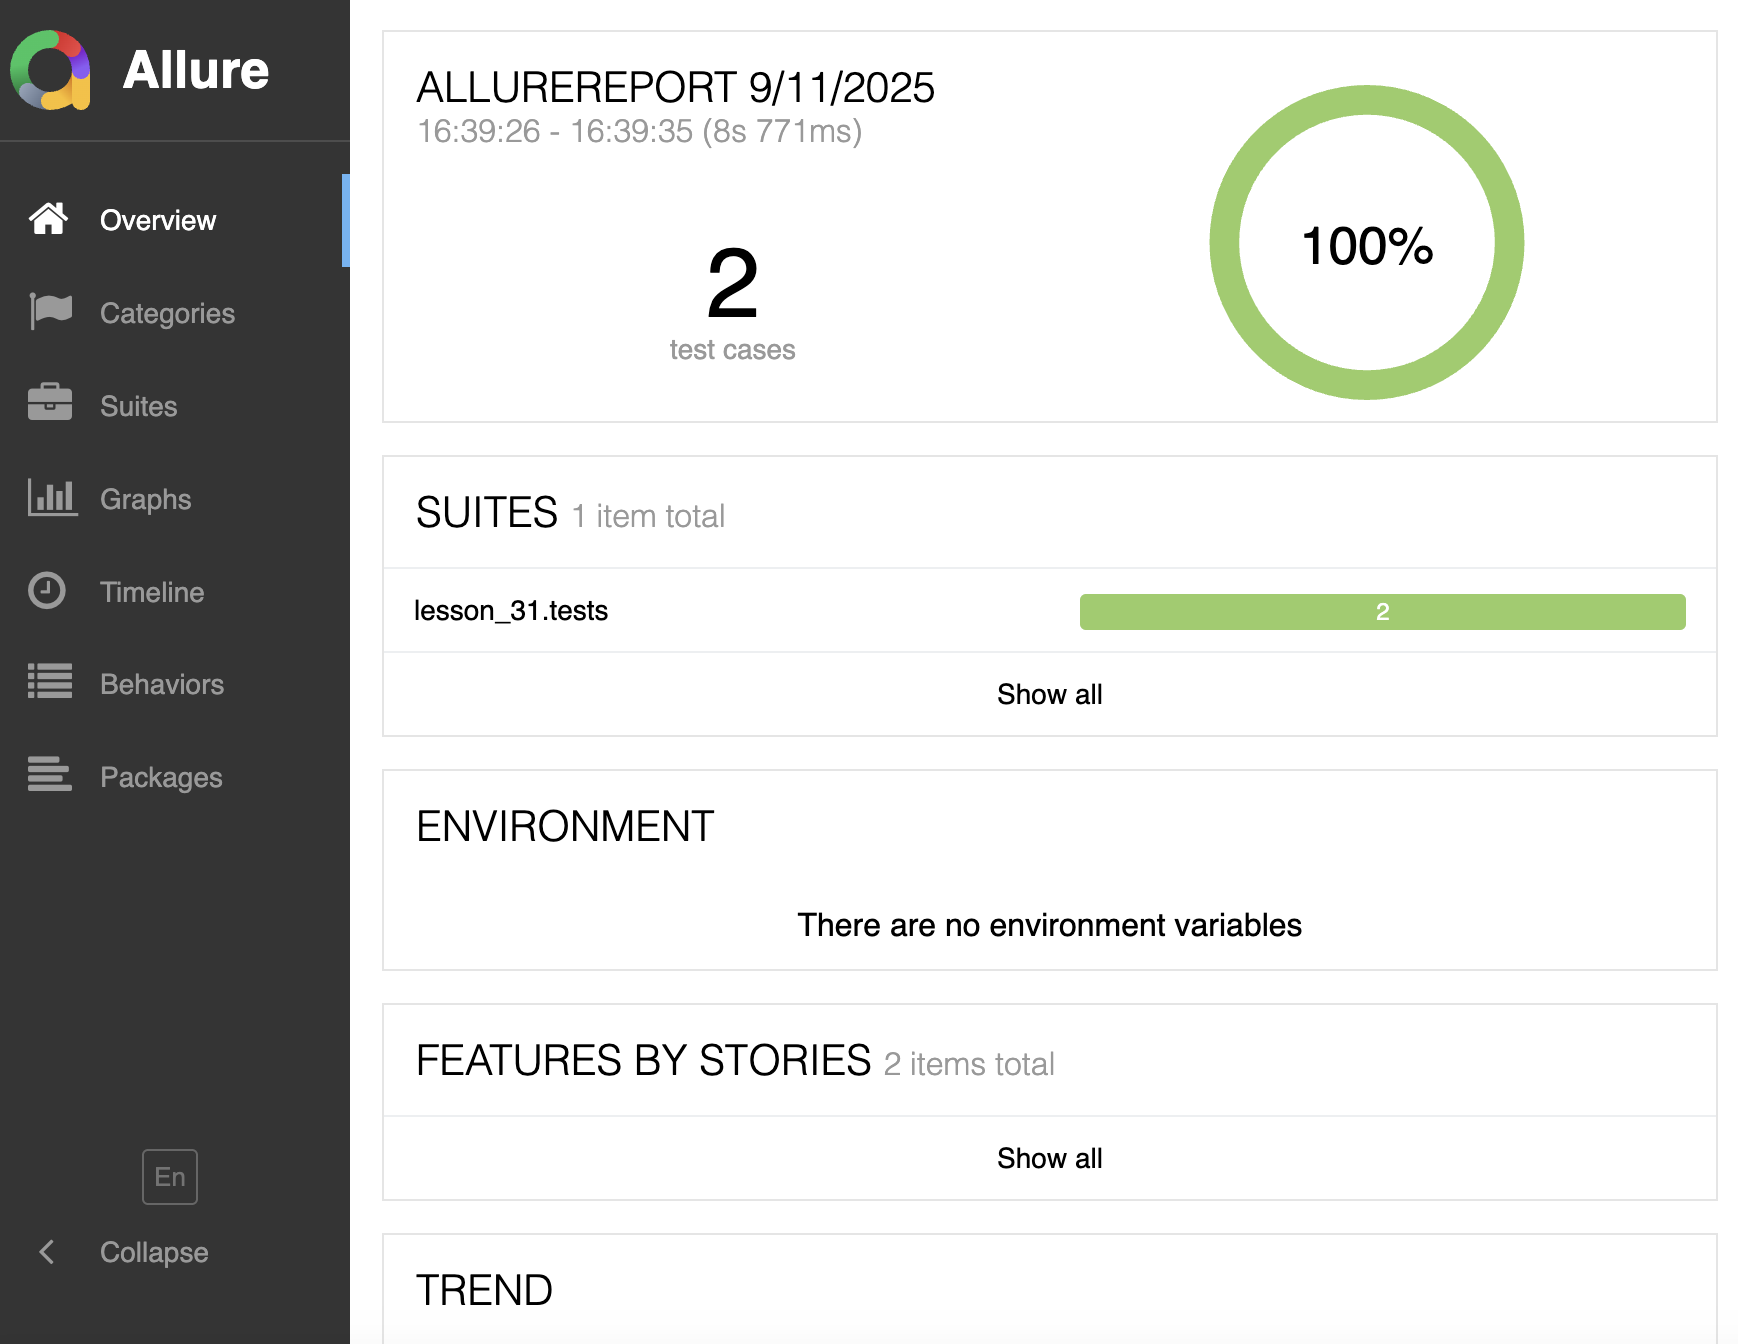 Allure
Overview
Categories
Suites
Graphs
Timeline
Behaviors
Packages
En
Collapse
ALLUREREPORT 9/11/2025
16:39:26 - 16:39:35 (8s 771ms)
2
test cases
100%
SUITES 1 item total
lesson_31.tests 2
Show all
ENVIRONMENT
There are no environment variables
FEATURES BY STORIES 2 items total
Show all
TREND